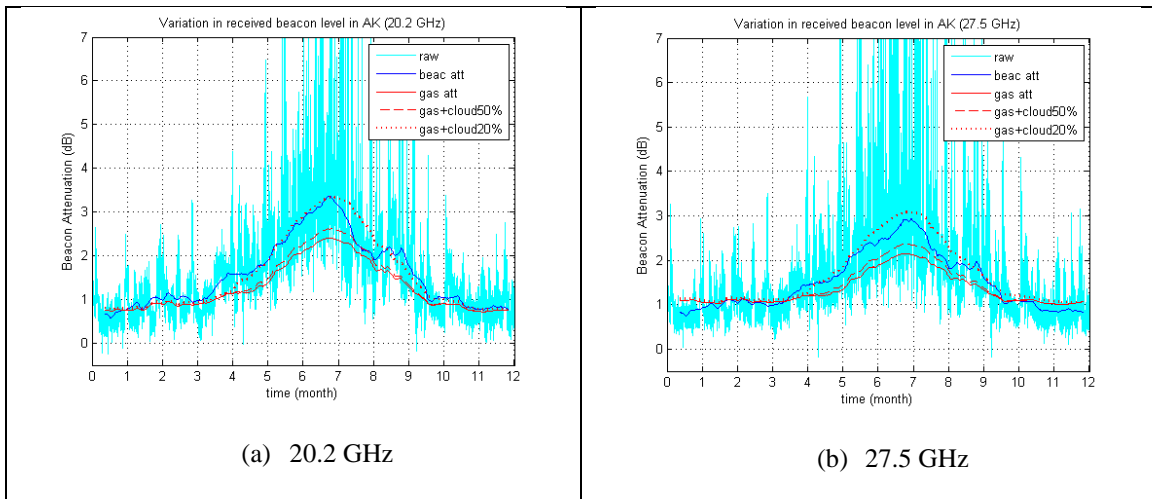 Variation in received beacon level in AK (20.2 GHz)
7
6
5
4
3
2
1
0
Beacon Attenuation (dB)
raw
beac att
gas att
gas+cloud50%
gas+cloud20%
0 1 2 3 4 5 6 7 8 9 10 11 12
time (month)
(a) 20.2 GHz
Variation in received beacon level in AK (27.5 GHz)
7
6
5
4
3
2
1
0
Beacon Attenuation (dB)
raw
beac att
gas att
gas+cloud50%
gas+cloud20%
0 1 2 3 4 5 6 7 8 9 10 11 12
time (month)
(b) 27.5 GHz